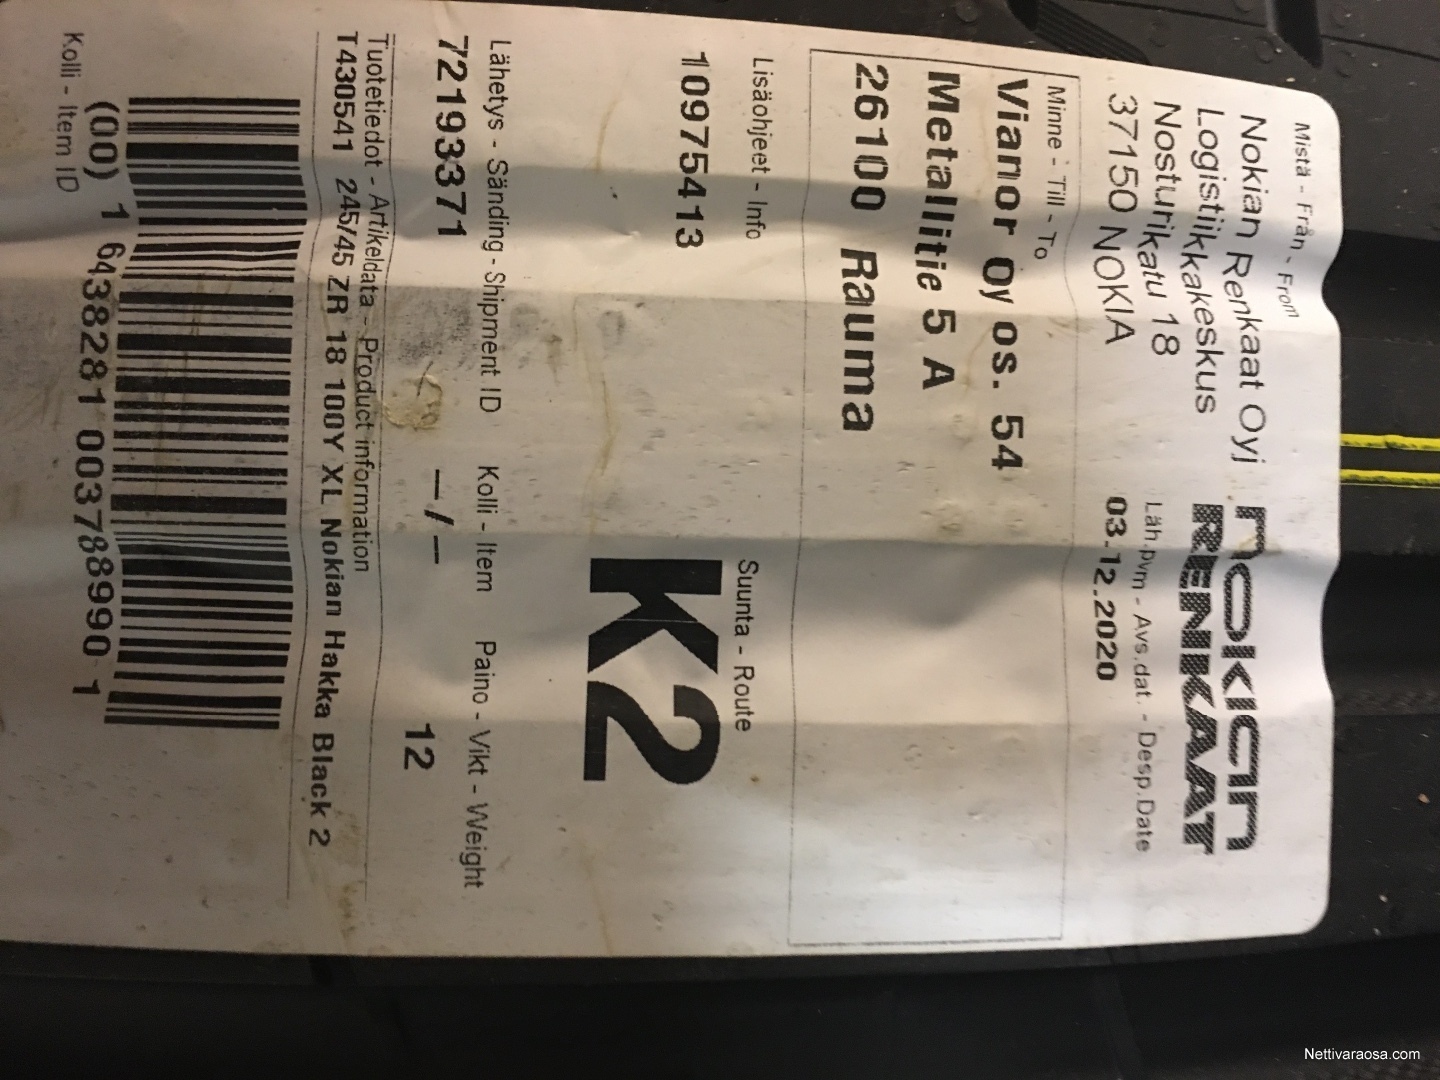 Mistä - Från - From
Nokian Renkaat Oyj
Logistiikkakeskus
Nosturikatu 18
37150 NOKIA
nokian
RENKAAT
Läh.pvm - Avs.dat. - Desp.Date
03.12.2020
Minne - Till - To
Vianor Oy os. 54
Metallitie 5 A
26100 Rauma
Lisäohjeet - Info
10975413
Suunta - Route
K2
Lähetys - Sänding - Shipment ID
72193371
Kolli - Item
-/-
Paino - Vikt - Weight
12
Tuotetiedot - Artikeldata - Product information
T430541 245/45 ZR 18 100Y XL Nokian Hakka Black 2
(00) 1 6438281 003788990 1
Kolli - Item ID
Nettivaraosa.com